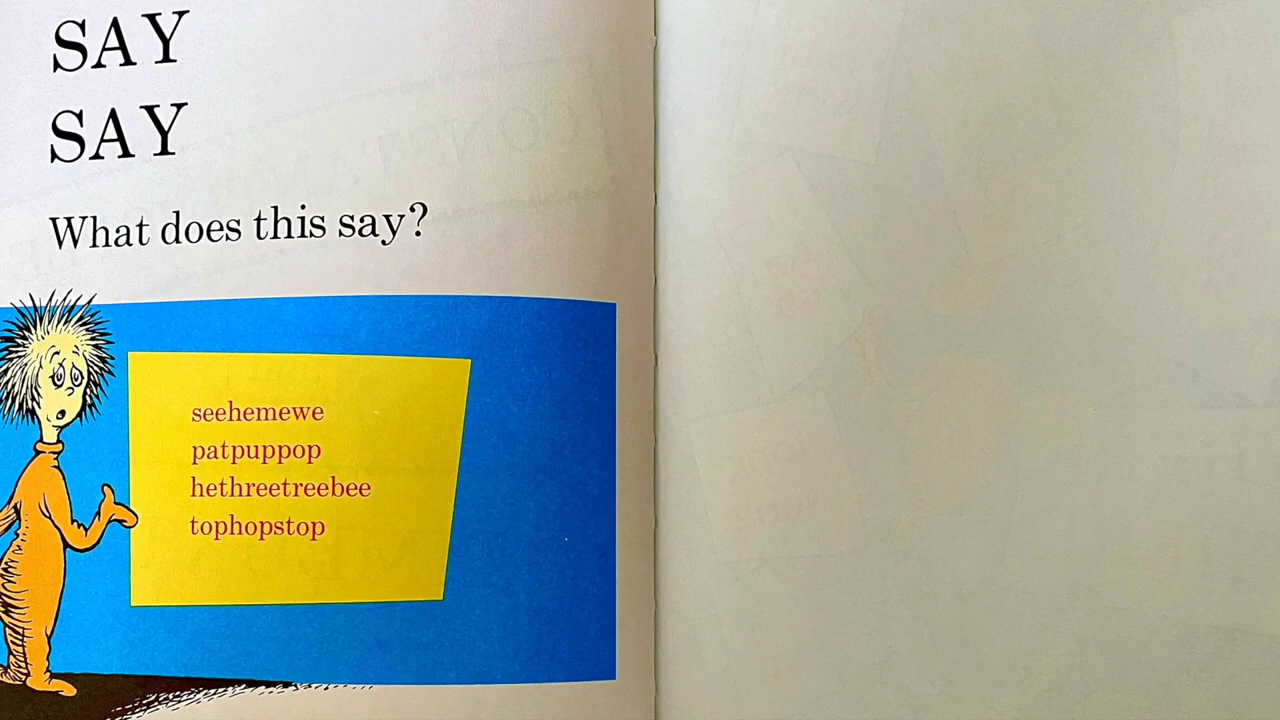 SAY
SAY
What does this say?
seehemewe
patpuppop
hethreetreebee
tophopstop